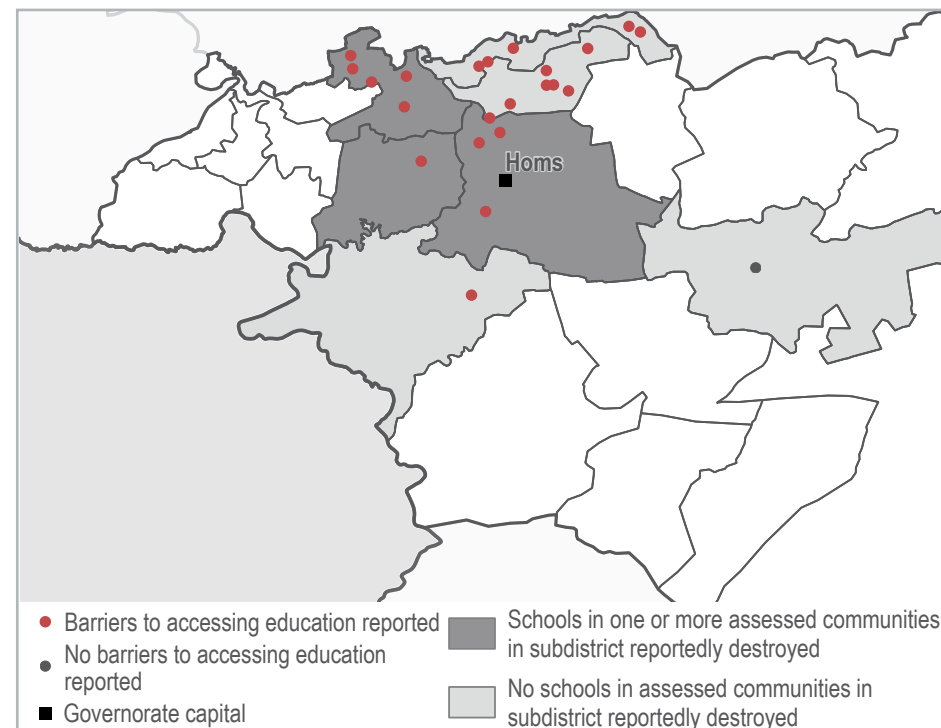 Homs
Barriers to accessing education reported
No barriers to accessing education
reported
Governorate capital
Schools in one or more assessed communities
in subdistrict reportedly destroyed
No schools in assessed communities in
subdistrict reportedly destroyed